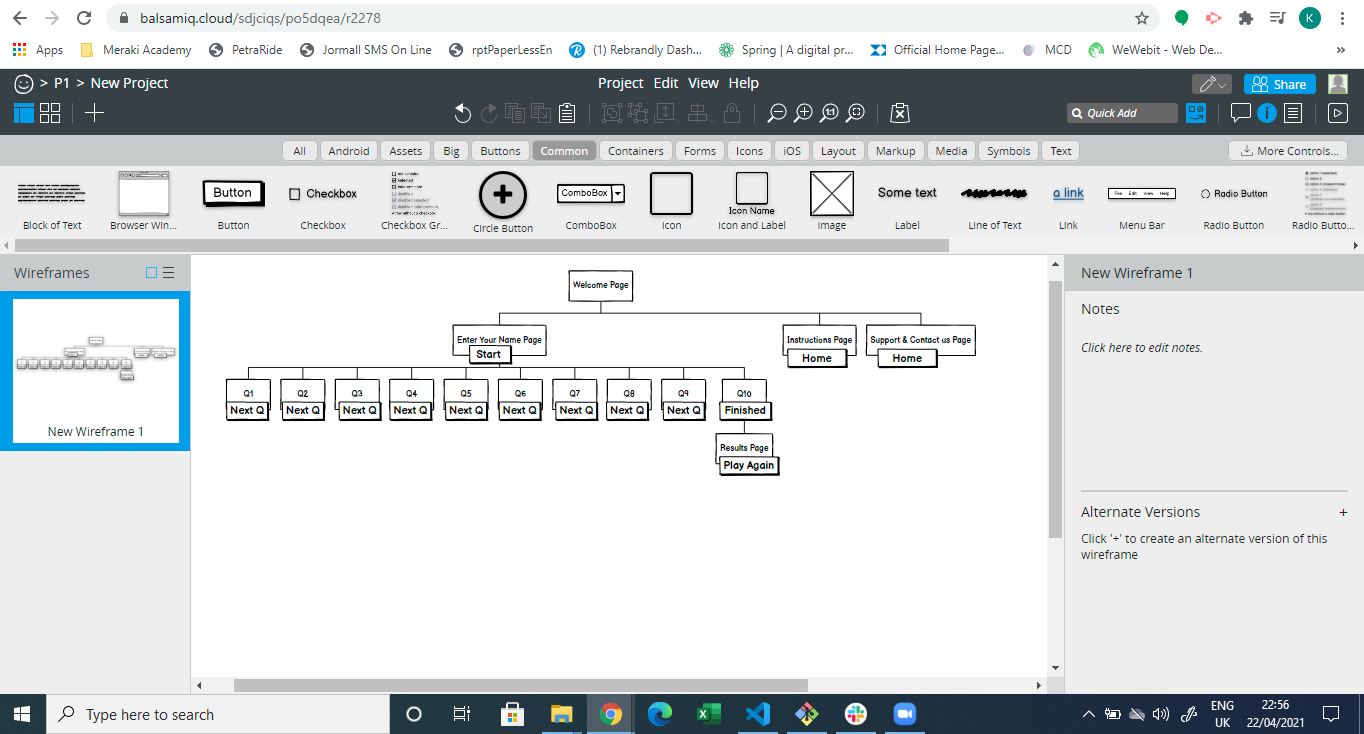 balsamiq.cloud/sdjciqs/po5dqea/r2278
K
Apps
Meraki Academy
PetraRide
Jormall SMS On Line
rptPaperLessEn
(1) Rebrandly Dash...
Spring | A digital pr...
Official Home Page...
MCD
WeWebit - Web De...
»
> P1 > New Project
Project Edit View Help
Share
1:1
Quick Add
All Android Assets Big Buttons Common Containers Forms Icons iOS Layout Markup Media Symbols Text
More Controls...
Button
Checkbox
ComboBox
Icon Name
Some text
a link
File Edit View Help
Radio Button
Block of Text
Browser Win...
Button
Checkbox
Checkbox Gr...
Circle Button
ComboBox
Icon
Icon and Label
Image
Label
Line of Text
Link
Menu Bar
Radio Button
Radio Butto...
Wireframes
New Wireframe 1
Welcome Page
Enter Your Name Page
Start
Instructions Page
Home
Support & Contact us Page
Home
Q1 Q2 Q3 Q4 Q5 Q6 Q7 Q8 Q9 Q10
Next Q Next Q Next Q Next Q Next Q Next Q Next Q Next Q Next Q Finished
Results Page
Play Again
New Wireframe 1
Notes
Click here to edit notes.
Alternate Versions +
Click '+' to create an alternate version of this
wireframe
Type here to search
ENG
UK
22:56
22/04/2021